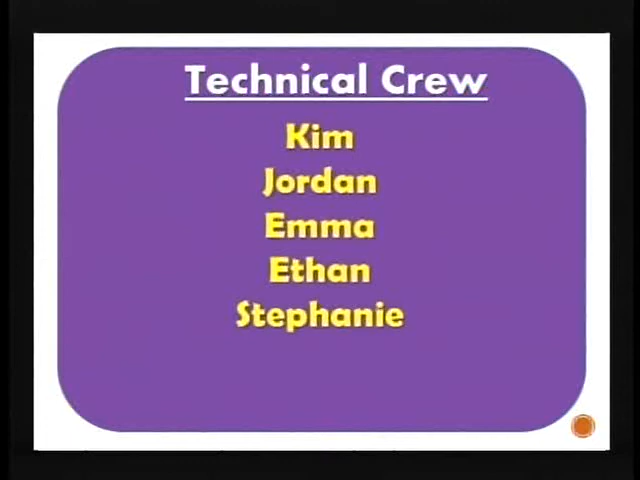 Technical Crew
Kim
Jordan
Emma
Ethan
Stephanie